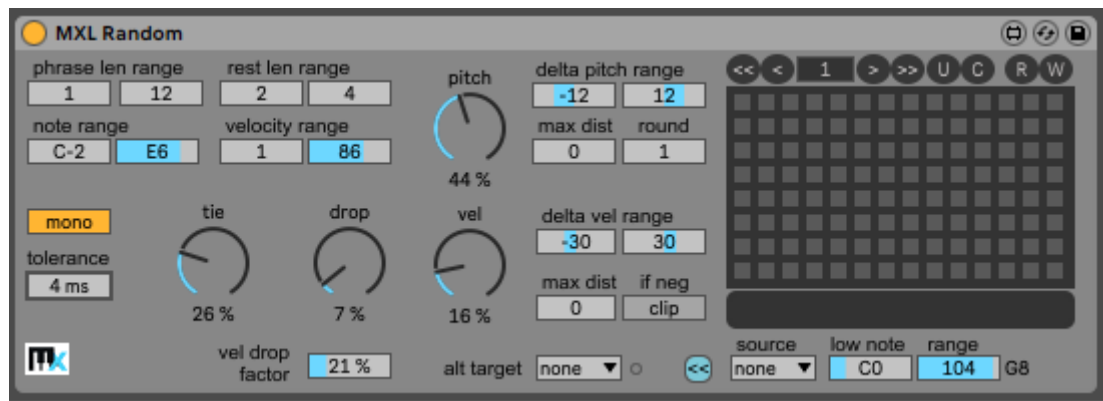 MXL Random
phrase len range rest len range pitch delta pitch range << < 1 > >> U C R W
1 12 2 4 -12 12
note range velocity range max dist round
C-2 E6 1 86 0 1
44 %
mono tie drop vel delta vel range
-30 30
tolerance
4 ms max dist if neg
26 % 7 % 16 % 0 clip
mx vel drop factor 21 % alt target none << source low note range
none C0 104 G8